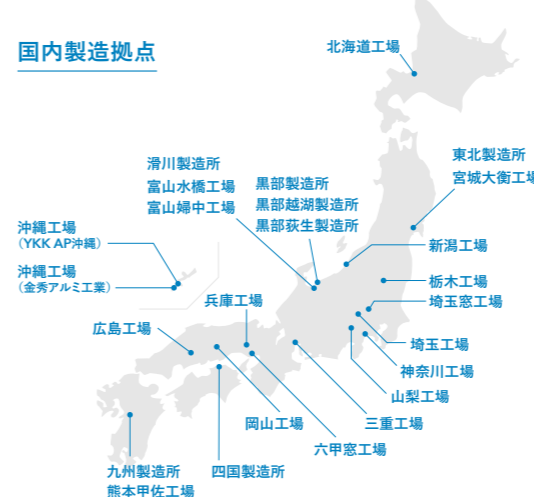 国内製造拠点
北海道工場
東北製造所
宮城大衡工場
滑川製造所
富山水橋工場
富山婦中工場
黒部製造所
黒部越湖製造所
黒部荻生製造所
沖縄工場
(YKK AP沖縄)
沖縄工場
(金秀アルミ工業)
新潟工場
栃木工場
埼玉窓工場
兵庫工場
広島工場
埼玉工場
神奈川工場
山梨工場
岡山工場
三重工場
六甲窓工場
九州製造所
熊本甲佐工場
四国製造所